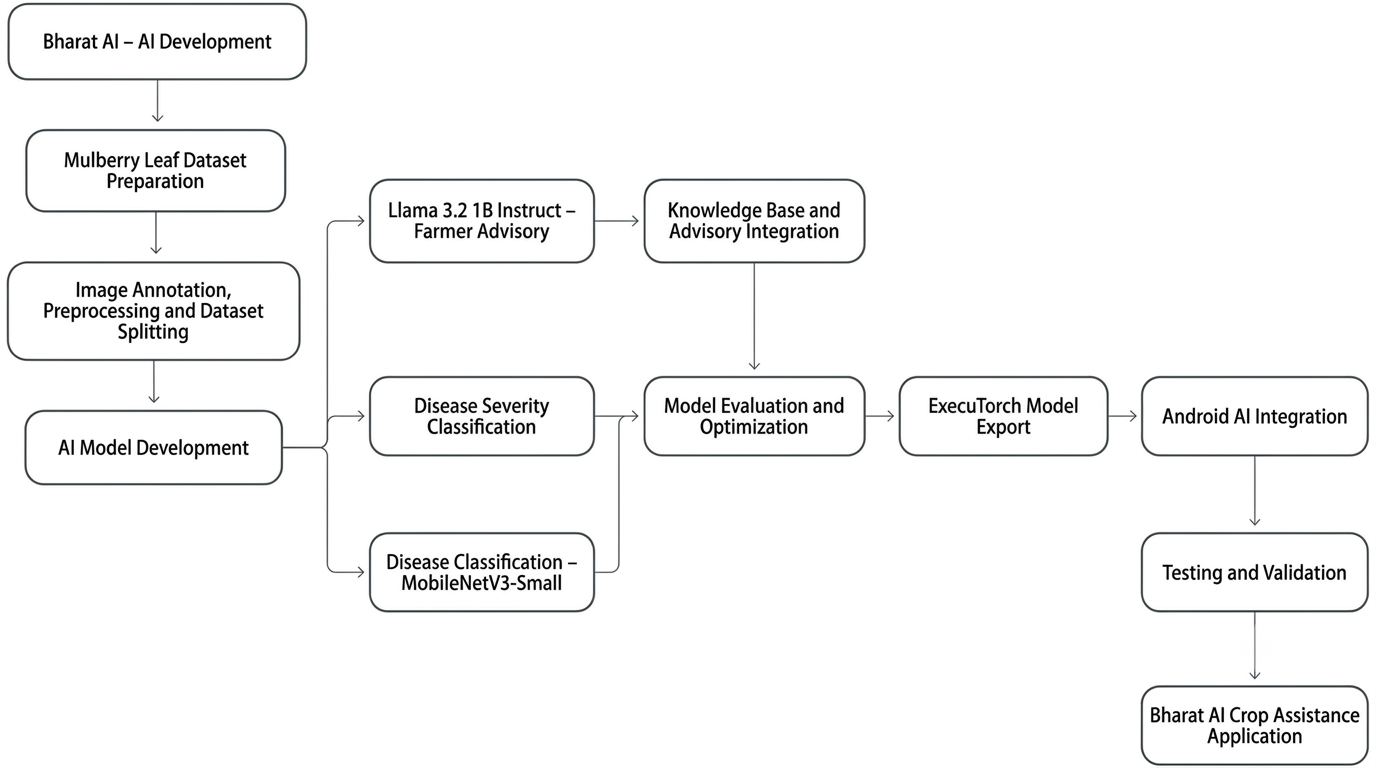 Bharat AI – AI Development
Mulberry Leaf Dataset
Preparation
Image Annotation,
Preprocessing and Dataset
Splitting
AI Model Development
Llama 3.2 1B Instruct –
Farmer Advisory
Knowledge Base and
Advisory Integration
Disease Severity
Classification
Disease Classification –
MobileNetV3-Small
Model Evaluation and
Optimization
ExecuTorch Model
Export
Android AI Integration
Testing and Validation
Bharat AI Crop Assistance
Application